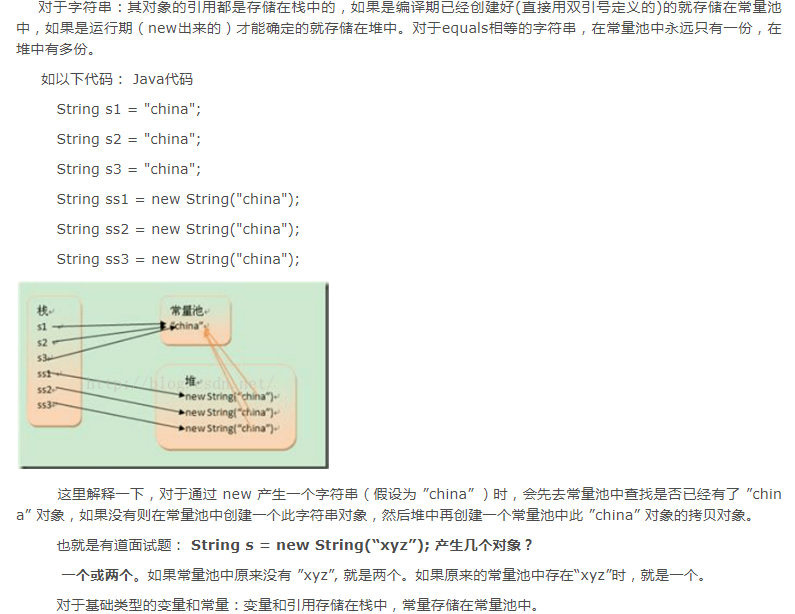 对于字符串：其对象的引用都是存储在栈中的，如果是编译期已经创建好(直接用双引号定义的)的就存储在常量池
中，如果是运行期（new出来的）才能确定的就存储在堆中。对于equals相等的字符串，在常量池中永远只有一份，在
堆中有多份。
如以下代码： Java代码
String s1 = "china";
String s2 = "china";
String s3 = "china";
String ss1 = new String("china");
String ss2 = new String("china");
String ss3 = new String("china");
栈
s1
s2
s3
ss1
ss2
ss3
常量池
"china"
堆
new String("china")
new String("china")
new String("china")
这里解释一下，对于通过 new 产生一个字符串（假设为 ”china” ）时，会先去常量池中查找是否已经有了 ”chin
a” 对象，如果没有则在常量池中创建一个此字符串对象，然后堆中再创建一个常量池中此 ”china” 对象的拷贝对象。
也就是有道面试题： String s = new String(“xyz”); 产生几个对象？
一个或两个。如果常量池中原来没有 ”xyz”, 就是两个。如果原来的常量池中存在“xyz”时，就是一个。
对于基础类型的变量和常量：变量和引用存储在栈中，常量存储在常量池中。